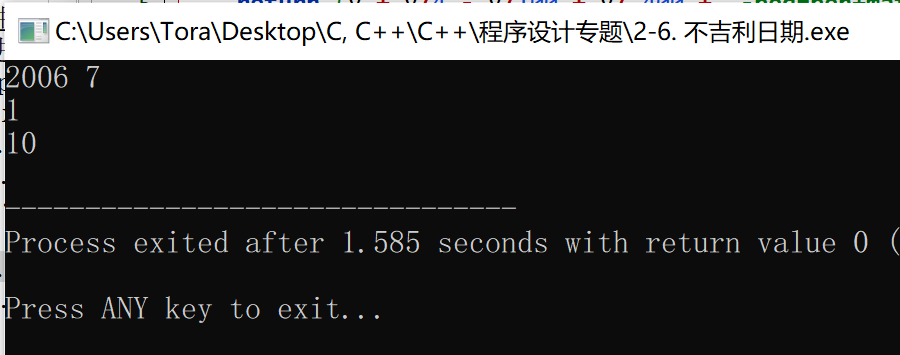 C:\Users\Tora\Desktop\C, C++\C++\程序设计专题\2-6. 不吉利日期.exe
2006 7
1
10
--------------------------------
Process exited after 1.585 seconds with return value 0 (
Press ANY key to exit...